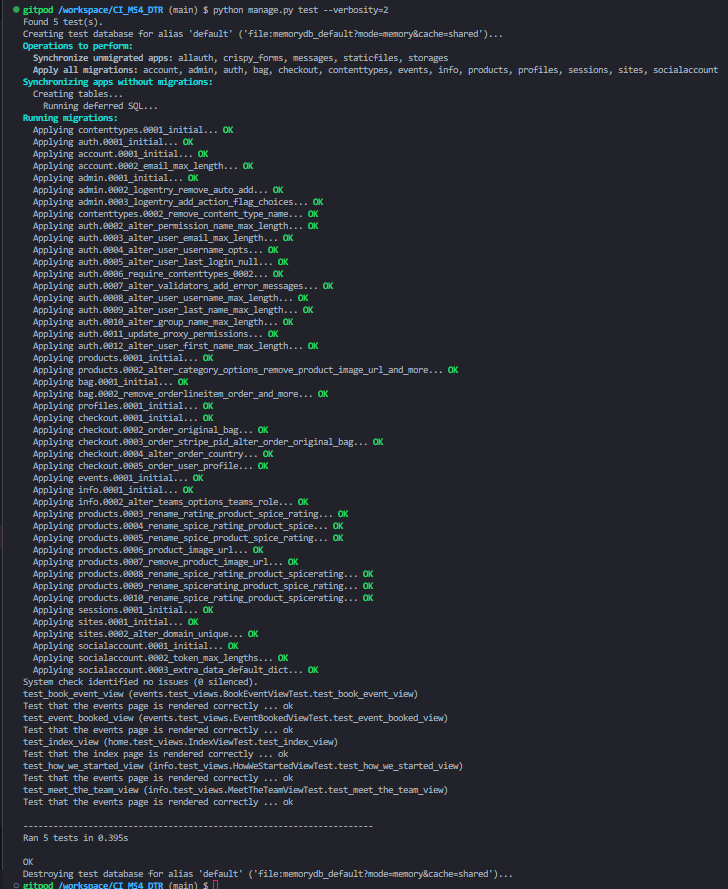 gitpod /workspace/CI_MS4_DTR (main) $ python manage.py test --verbosity=2
Found 5 test(s).
Creating test database for alias 'default' ('file:memorydb_default?mode=memory&cache=shared')...
Operations to perform:
  Synchronize unmigrated apps: allauth, crispy_forms, messages, staticfiles, storages
  Apply all migrations: account, admin, auth, bag, checkout, contenttypes, events, info, products, profiles, sessions, sites, socialaccount
Synchronizing apps without migrations:
  Creating tables...
    Running deferred SQL...
Running migrations:
  Applying contenttypes.0001_initial... OK
  Applying auth.0001_initial... OK
  Applying account.0001_initial... OK
  Applying account.0002_email_max_length... OK
  Applying admin.0001_initial... OK
  Applying admin.0002_logentry_remove_auto_add... OK
  Applying admin.0003_logentry_add_action_flag_choices... OK
  Applying contenttypes.0002_remove_content_type_name... OK
  Applying auth.0002_alter_permission_name_max_length... OK
  Applying auth.0003_alter_user_email_max_length... OK
  Applying auth.0004_alter_user_username_opts... OK
  Applying auth.0005_alter_user_last_login_null... OK
  Applying auth.0006_require_contenttypes_0002... OK
  Applying auth.0007_alter_validators_add_error_messages... OK
  Applying auth.0008_alter_user_username_max_length... OK
  Applying auth.0009_alter_user_last_name_max_length... OK
  Applying auth.0010_alter_group_name_max_length... OK
  Applying auth.0011_update_proxy_permissions... OK
  Applying auth.0012_alter_user_first_name_max_length... OK
  Applying products.0001_initial... OK
  Applying products.0002_alter_category_options_remove_product_image_url_and_more... OK
  Applying bag.0001_initial... OK
  Applying bag.0002_remove_orderlineitem_order_and_more... OK
  Applying profiles.0001_initial... OK
  Applying checkout.0001_initial... OK
  Applying checkout.0002_order_original_bag... OK
  Applying checkout.0003_order_stripe_pid_alter_order_original_bag... OK
  Applying checkout.0004_alter_order_country... OK
  Applying checkout.0005_order_user_profile... OK
  Applying events.0001_initial... OK
  Applying info.0001_initial... OK
  Applying info.0002_alter_teams_options_teams_role... OK
  Applying products.0003_rename_rating_product_spice_rating... OK
  Applying products.0004_rename_spice_rating_product_spice... OK
  Applying products.0005_rename_spice_product_spice_rating... OK
  Applying products.0006_product_image_url... OK
  Applying products.0007_remove_product_image_url... OK
  Applying products.0008_rename_spice_rating_product_spicerating... OK
  Applying products.0009_rename_spicerating_product_spice_rating... OK
  Applying products.0010_rename_spice_rating_product_spicerating... OK
  Applying sessions.0001_initial... OK
  Applying sites.0001_initial... OK
  Applying sites.0002_alter_domain_unique... OK
  Applying socialaccount.0001_initial... OK
  Applying socialaccount.0002_token_max_lengths... OK
  Applying socialaccount.0003_extra_data_default_dict... OK
System check identified no issues (0 silenced).
test_book_event_view (events.test_views.BookEventViewTest.test_book_event_view)
Test that the events page is rendered correctly ... ok
test_event_booked_view (events.test_views.EventBookedViewTest.test_event_booked_view)
Test that the events page is rendered correctly ... ok
test_index_view (home.test_views.IndexViewTest.test_index_view)
Test that the index page is rendered correctly ... ok
test_how_we_started_view (info.test_views.HowWeStartedViewTest.test_how_we_started_view)
Test that the events page is rendered correctly ... ok
test_meet_the_team_view (info.test_views.MeetTheTeamViewTest.test_meet_the_team_view)
Test that the events page is rendered correctly ... ok

----------------------------------------------------------------------
Ran 5 tests in 0.395s

OK
Destroying test database for alias 'default' ('file:memorydb_default?mode=memory&cache=shared')...
gitpod /workspace/CI_MS4_DTR (main) $